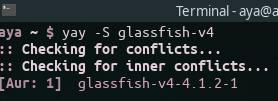 Terminal - aya@a
aya ~ $ yay -S glassfish-v4
:: Checking for conflicts...
:: Checking for inner conflicts...
[Aur: 1]  glassfish-v4-4.1.2-1